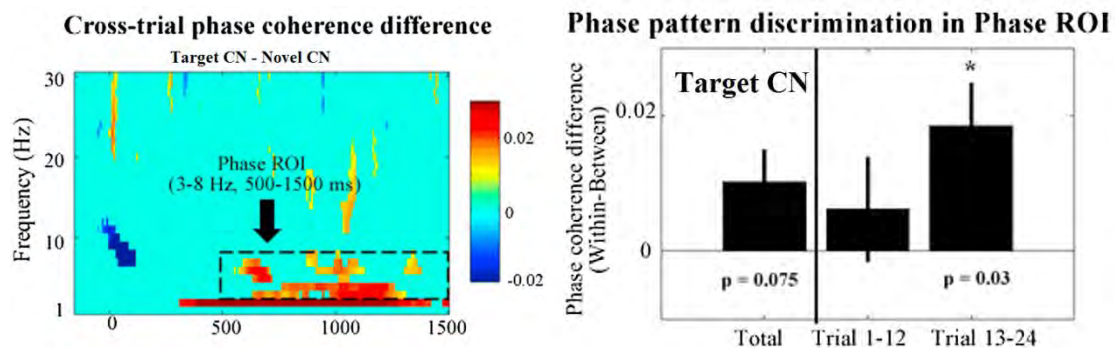 Cross-trial phase coherence difference
Target CN - Novel CN
30
20
10
1
Frequency (Hz)
Phase ROI
(3-8 Hz, 500-1500 ms)
0
500
1000
1500
0.02
0
-0.02
Phase pattern discrimination in Phase ROI
Phase coherence difference
(Within-Between)
0.02
0
Target CN
*
p = 0.075
p = 0.03
Total
Trial 1-12
Trial 13-24